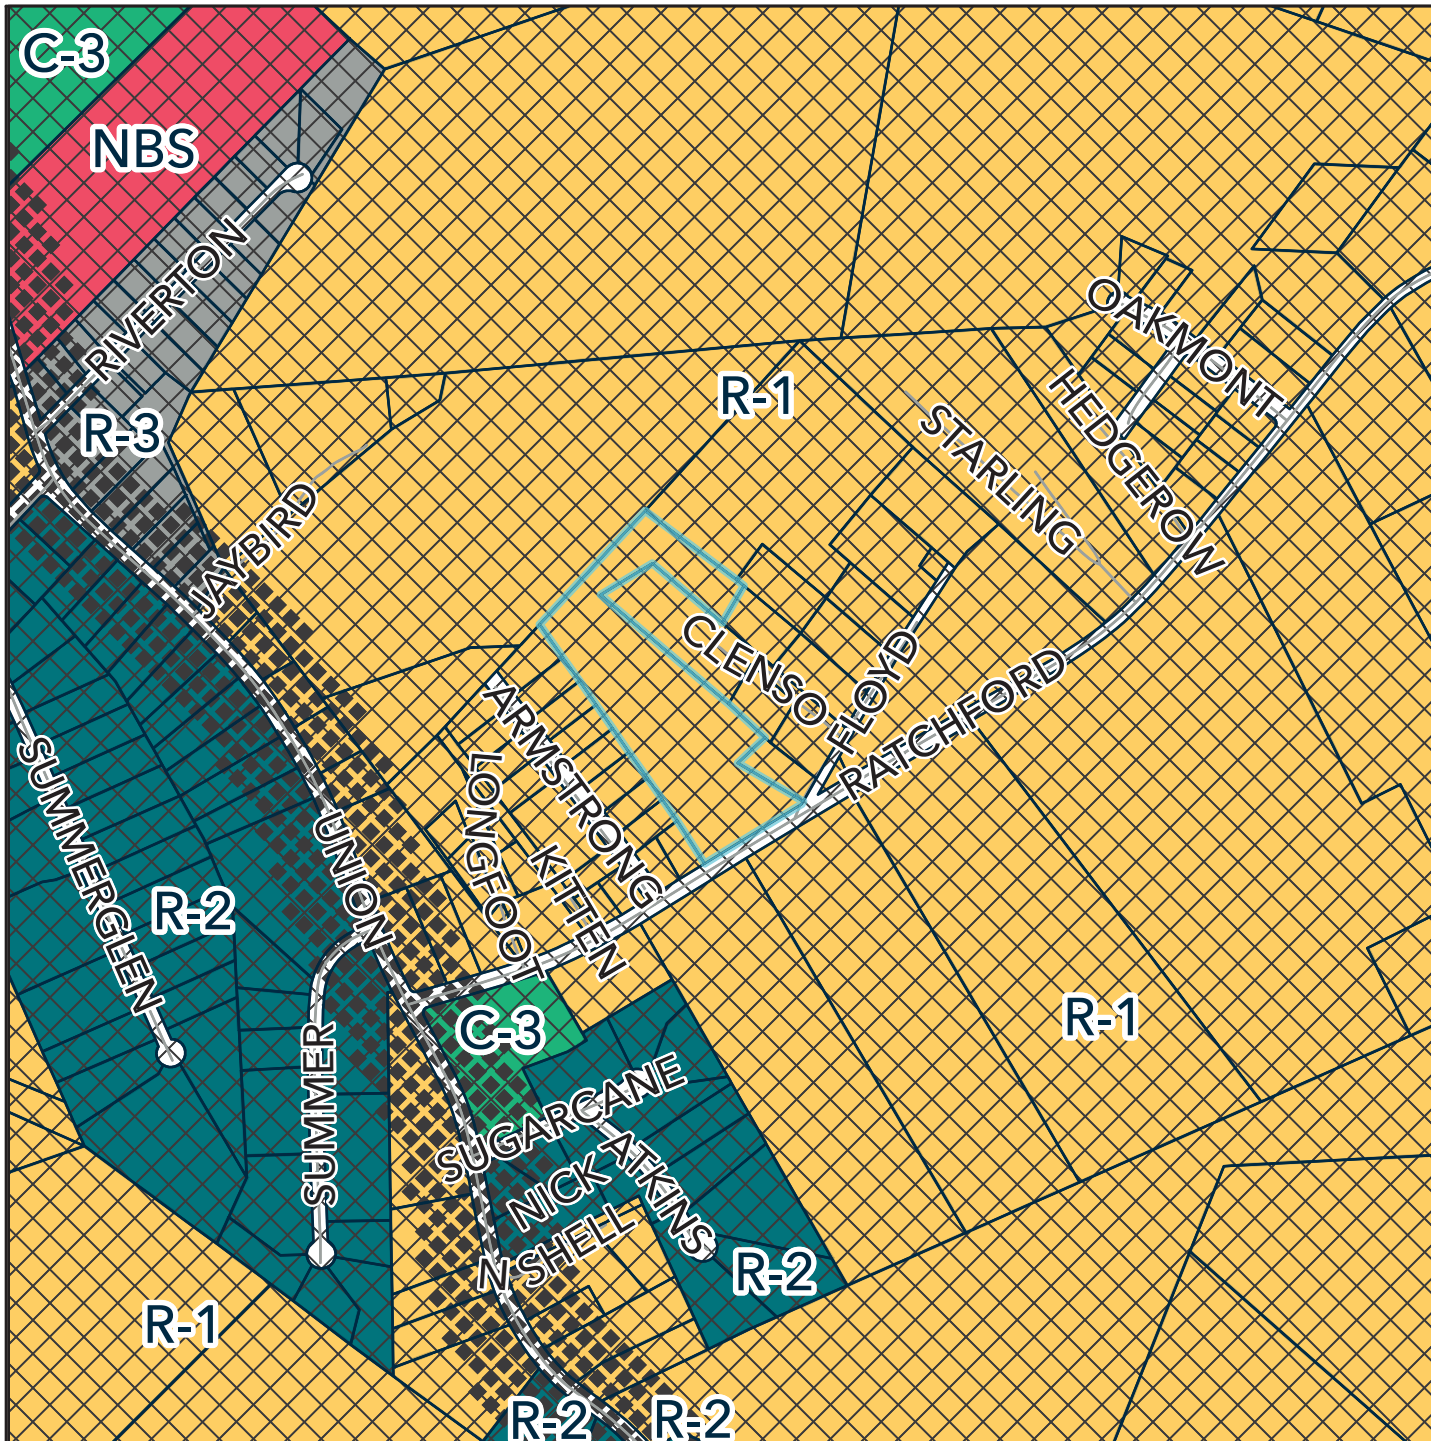 C-3
NBS
RIVERTON
OAKMONT
R-1
HEDGEROW
STARLING
R-3
JAYBIRD
CLENSO
FLOYD
RATCHFORD
ARMSTRONG
SUMMERGLEN
LONGFOOT
UNION
KITTEN
R-2
C-3
R-1
SUMMER
SUGARCANE
ATKINS
NICK
N SHELL
R-2
R-1
R-2
R-2